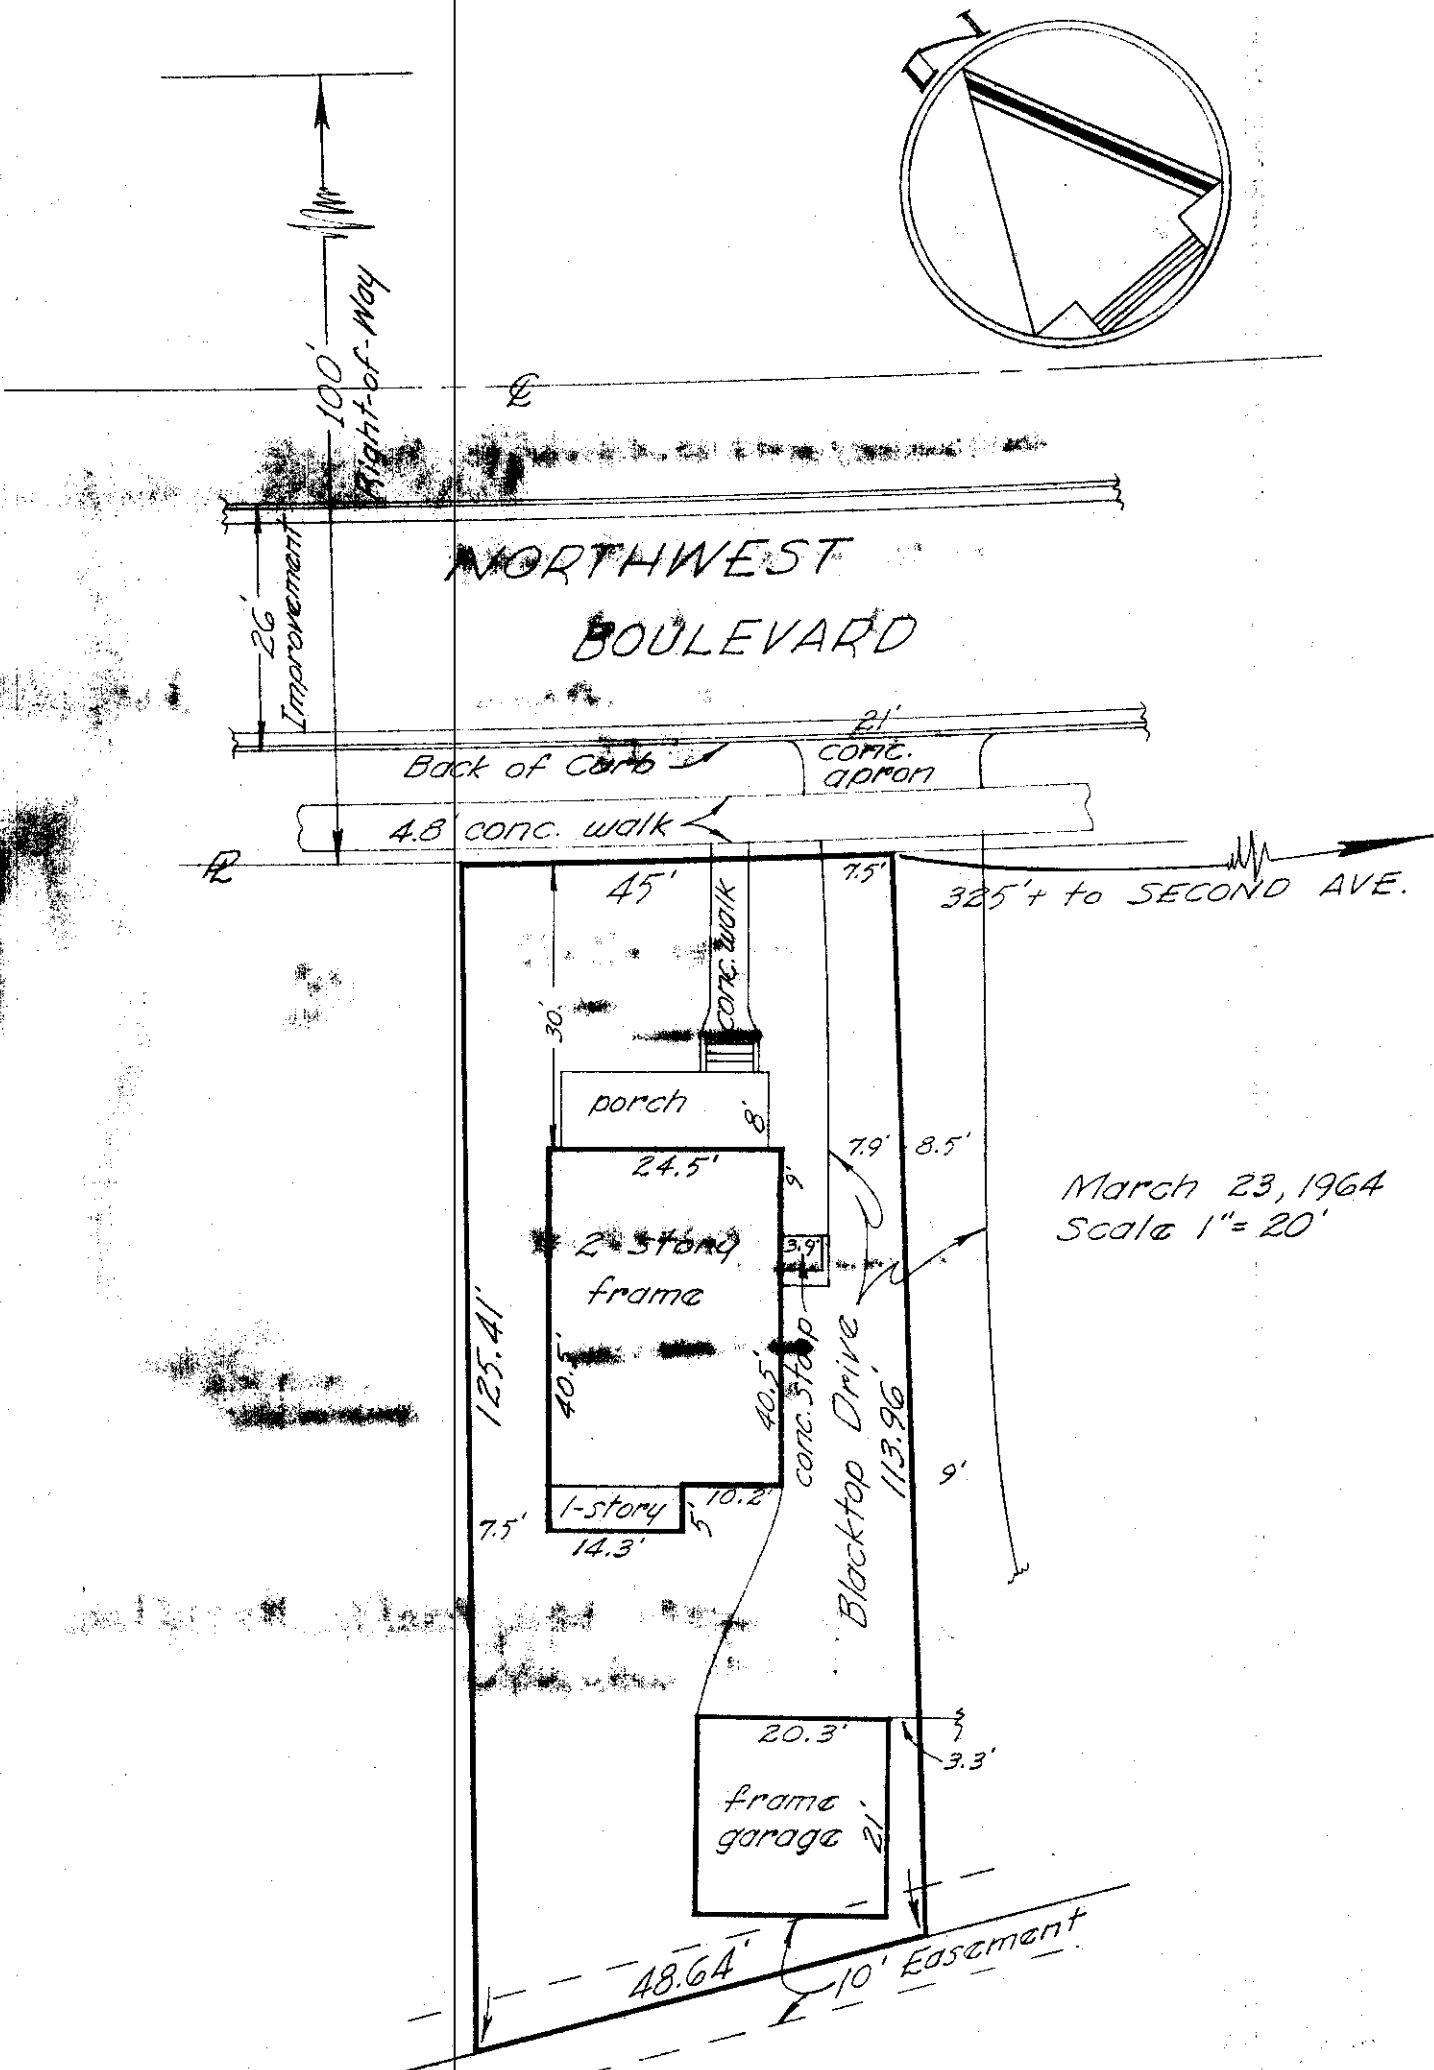 N
100'
Right-of-Way
℄
26'
Improvement
NORTHWEST
BOULEVARD
21'
conc.
apron
Back of Curb
4.8' conc. walk
PL
45'
7.5'
325'± to SECOND AVE.
conc. walk
30'
porch
8'
24.5'
9'
7.9'
8.5'
March 23, 1964
Scale 1"= 20'
2-story
frame
3.9'
conc. stoop
125.41'
40.5'
40.5'
Blacktop Drive
113.96'
9'
1-story
10.2'
5'
7.5'
14.3'
20.3'
3.3'
frame
garage
21'
48.64'
10' Easement